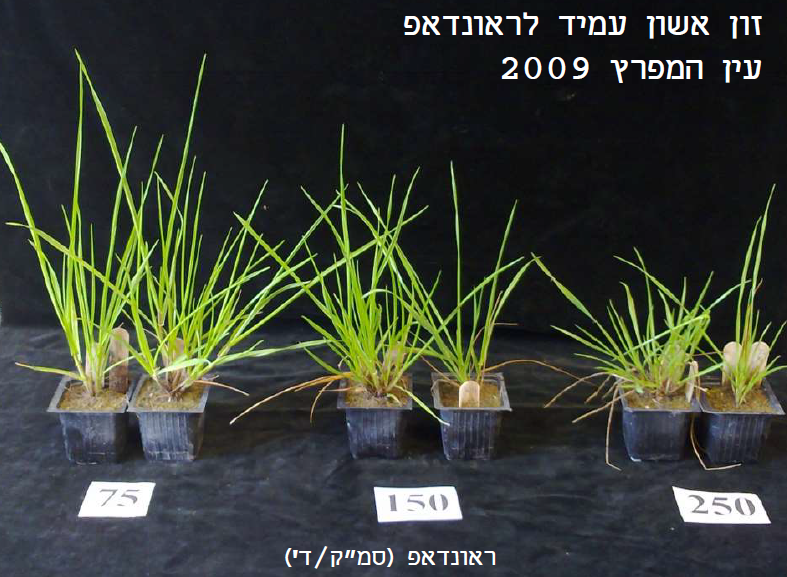 זון אשון עמיד לראונדאפ
עין המפרץ 2009
75
150
250
ראונדאפ (סמ"ק/ד')